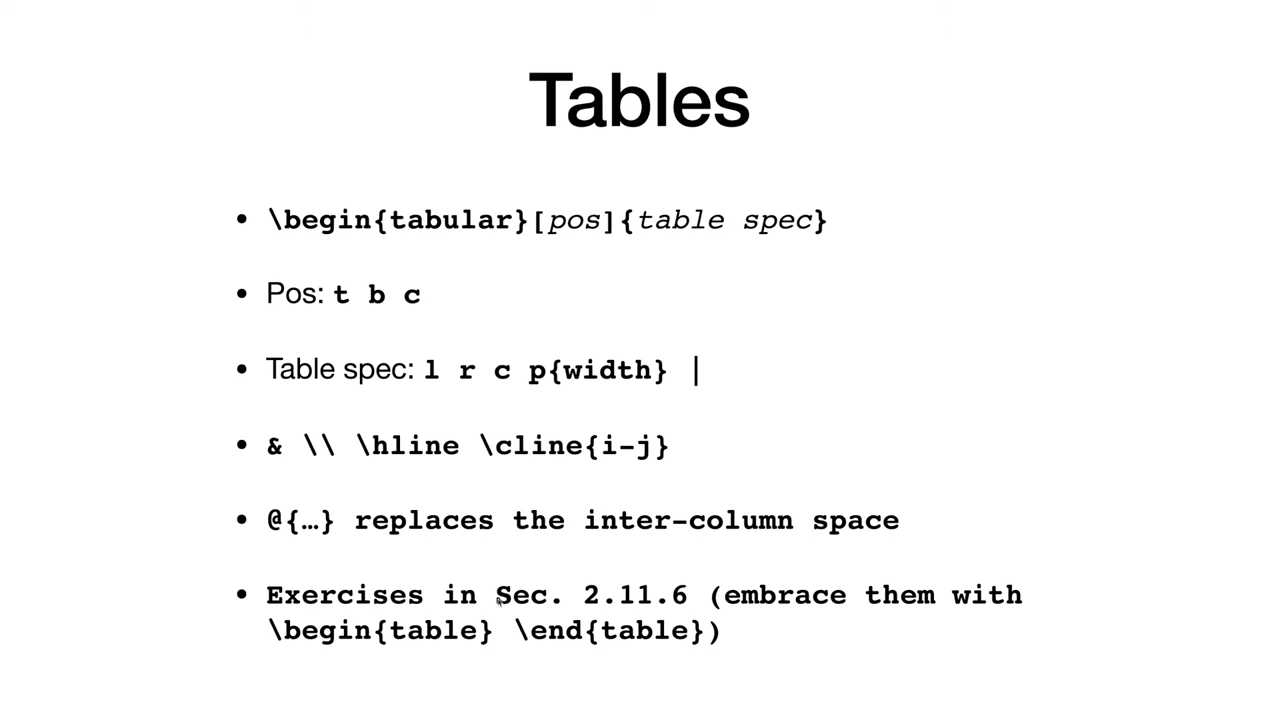 Tables
• \begin{tabular}[pos]{table spec}
• Pos: t b c
• Table spec: l r c p{width} |
• & \\ \hline \cline{i-j}
• @{…} replaces the inter-column space
• Exercises in Sec. 2.11.6 (embrace them with
\begin{table} \end{table})